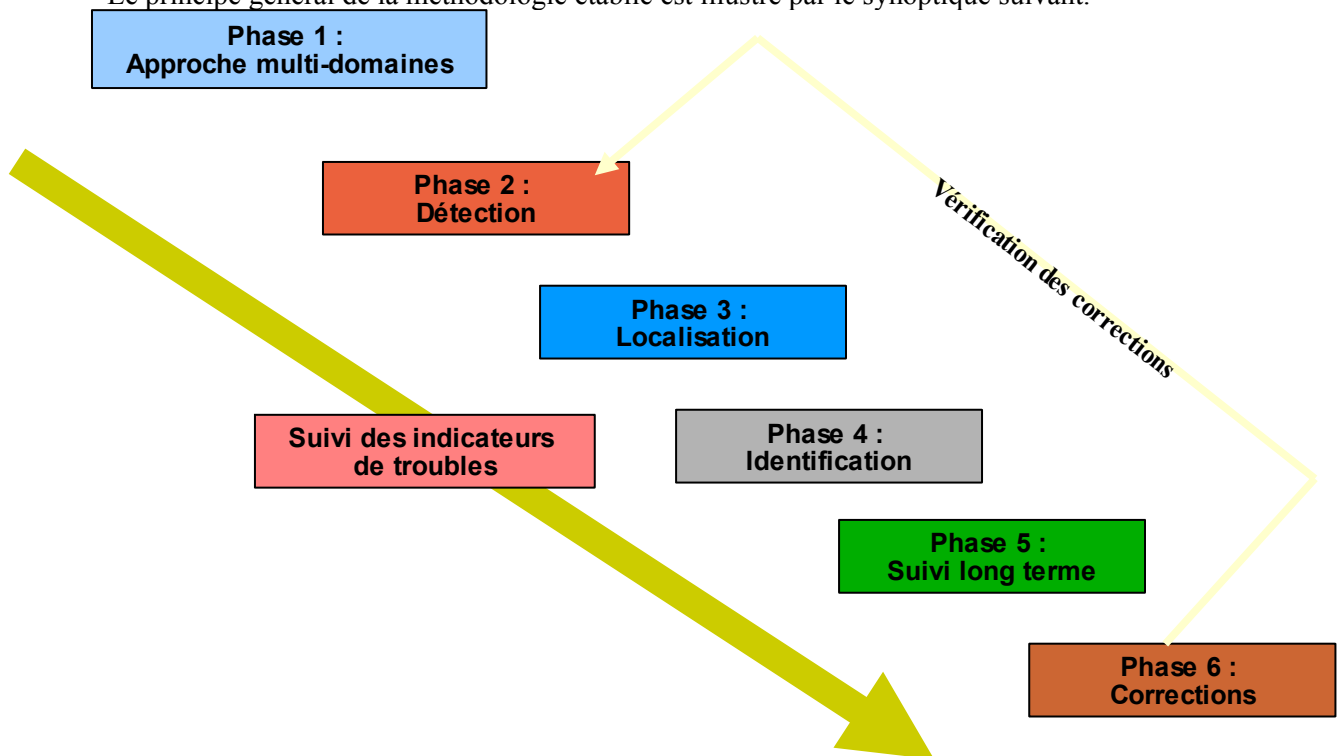 Le principe général de la méthodologie établie est illustré par le synoptique suivant.
Phase 1 :
Approche multi-domaines
Phase 2 :
Détection
Vérification des corrections
Phase 3 :
Localisation
Suivi des indicateurs
de troubles
Phase 4 :
Identification
Phase 5 :
Suivi long terme
Phase 6 :
Corrections